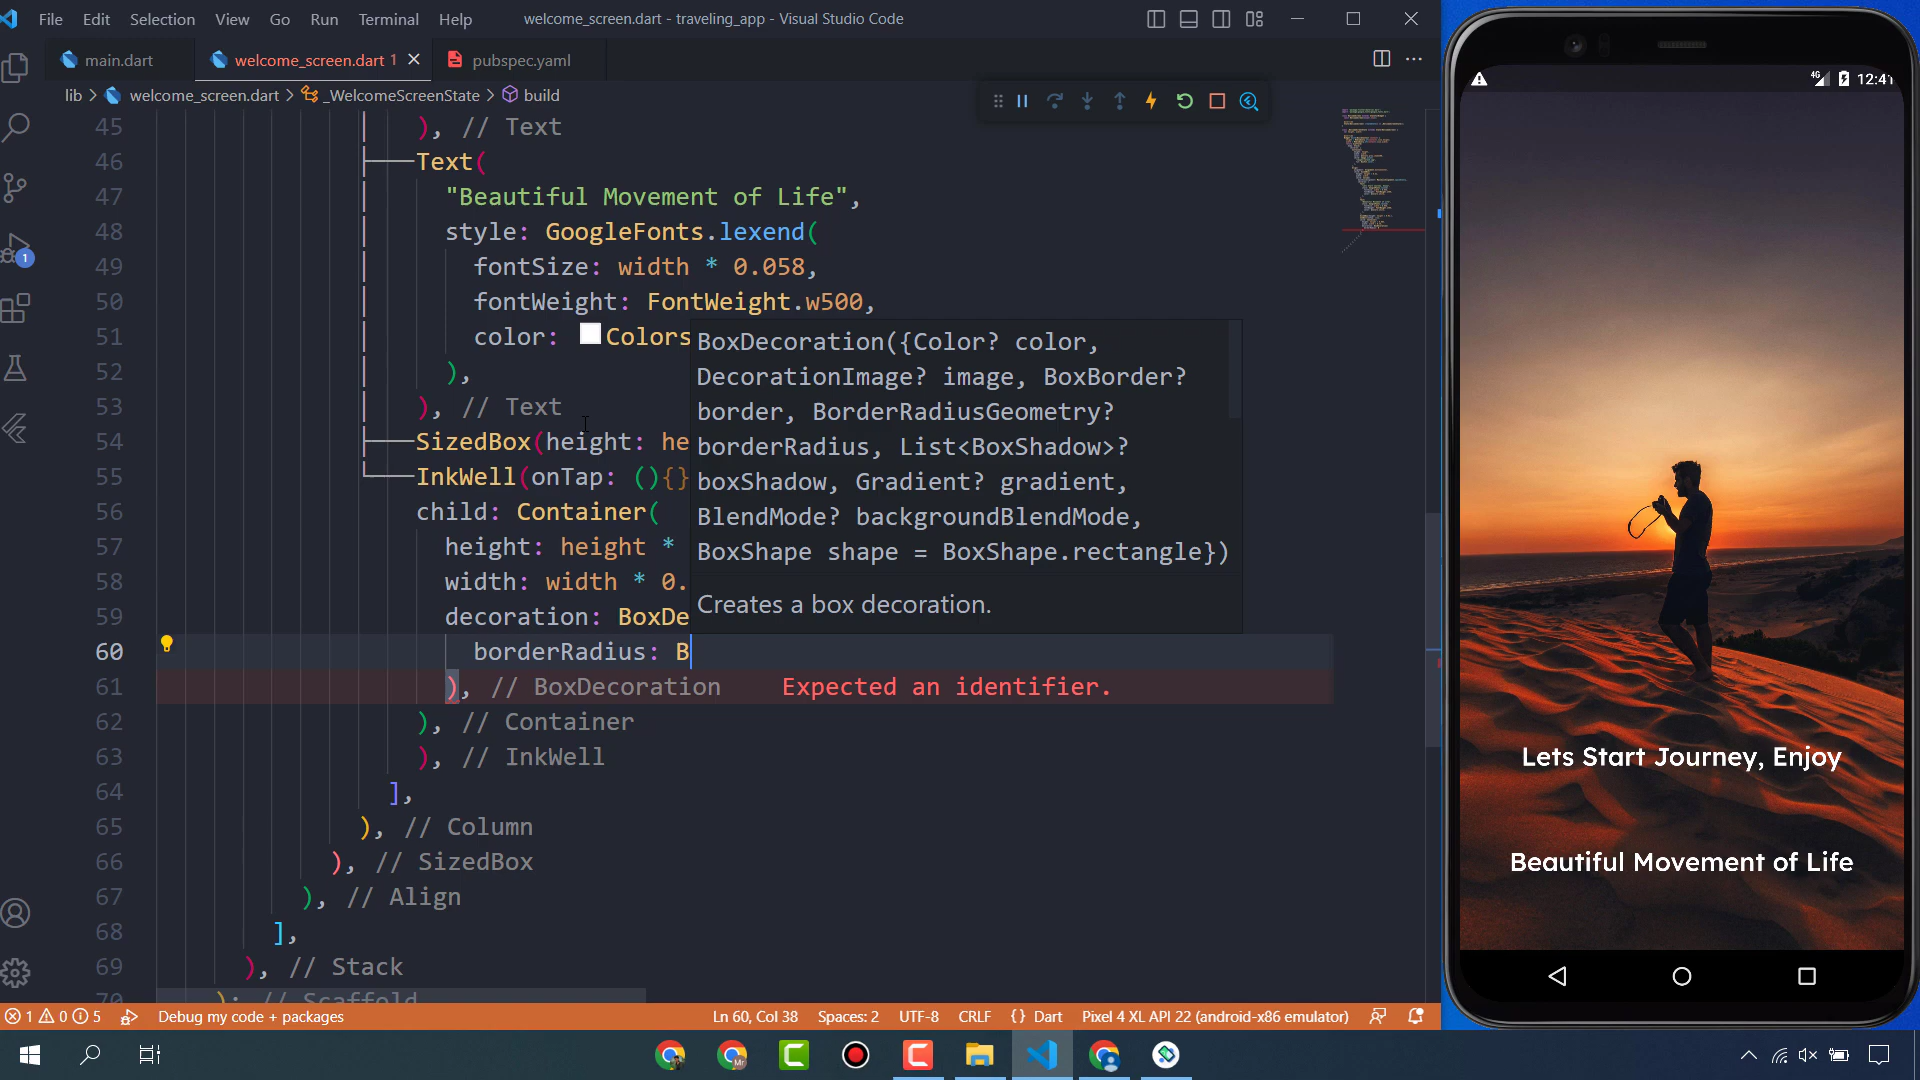 File Edit Selection View Go Run Terminal Help
welcome_screen.dart - traveling_app - Visual Studio Code
main.dart
welcome_screen.dart 1
pubspec.yaml
lib > welcome_screen.dart > _WelcomeScreenState > build
45 ), // Text
46 Text(
47 "Beautiful Movement of Life",
48 style: GoogleFonts.lexend(
49 fontSize: width * 0.058,
50 fontWeight: FontWeight.w500,
51 color: Colors
52 ),
53 ), // Text
54 SizedBox(height: he
55 InkWell(onTap: (){}
56 child: Container(
57 height: height *
58 width: width * 0.
59 decoration: BoxDe
60 borderRadius: B
61 ), // BoxDecoration Expected an identifier.
62 ), // Container
63 ), // InkWell
64 ],
65 ), // Column
66 ), // SizedBox
67 ), // Align
68 ],
69 ), // Stack
70 ); // Scaffold
BoxDecoration({Color? color,
DecorationImage? image, BoxBorder?
border, BorderRadiusGeometry?
borderRadius, List<BoxShadow>?
boxShadow, Gradient? gradient,
BlendMode? backgroundBlendMode,
BoxShape shape = BoxShape.rectangle})
Creates a box decoration.
1
1 0 5 Debug my code + packages
Ln 60, Col 38 Spaces: 2 UTF-8 CRLF {} Dart Pixel 4 XL API 22 (android-x86 emulator)
4G 12:41
Lets Start Journey, Enjoy
Beautiful Movement of Life